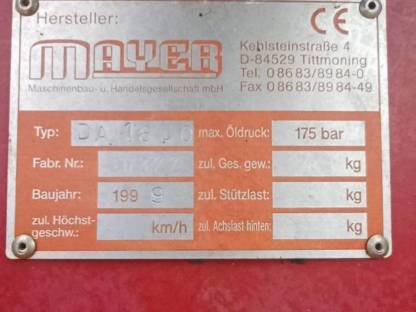 Hersteller: CE
MAYER
Maschinenbau- u. Handelsgesellschaft mbH
Kehlsteinstraße 4
D-84529 Tittmoning
Tel. 0 86 83/89 84-0
Fax 0 86 83/89 84-49
Typ: DA max. Öldruck: 175 bar
Fabr. Nr.: zul. Ges. gew.: kg
Baujahr: 199 9 zul. Stützlast: kg
zul. Höchst-
geschw.: km/h zul. Achslast hinten: kg